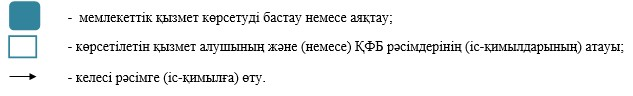 - мемлекеттік қызмет көрсетуді бастау немесе аяқтау;
- көрсетілетін қызмет алушының және (немесе) ҚФБ рәсімдерінің (іс-қимылдарының) атауы;
- келесі рәсімге (іс-қимылға) өту.